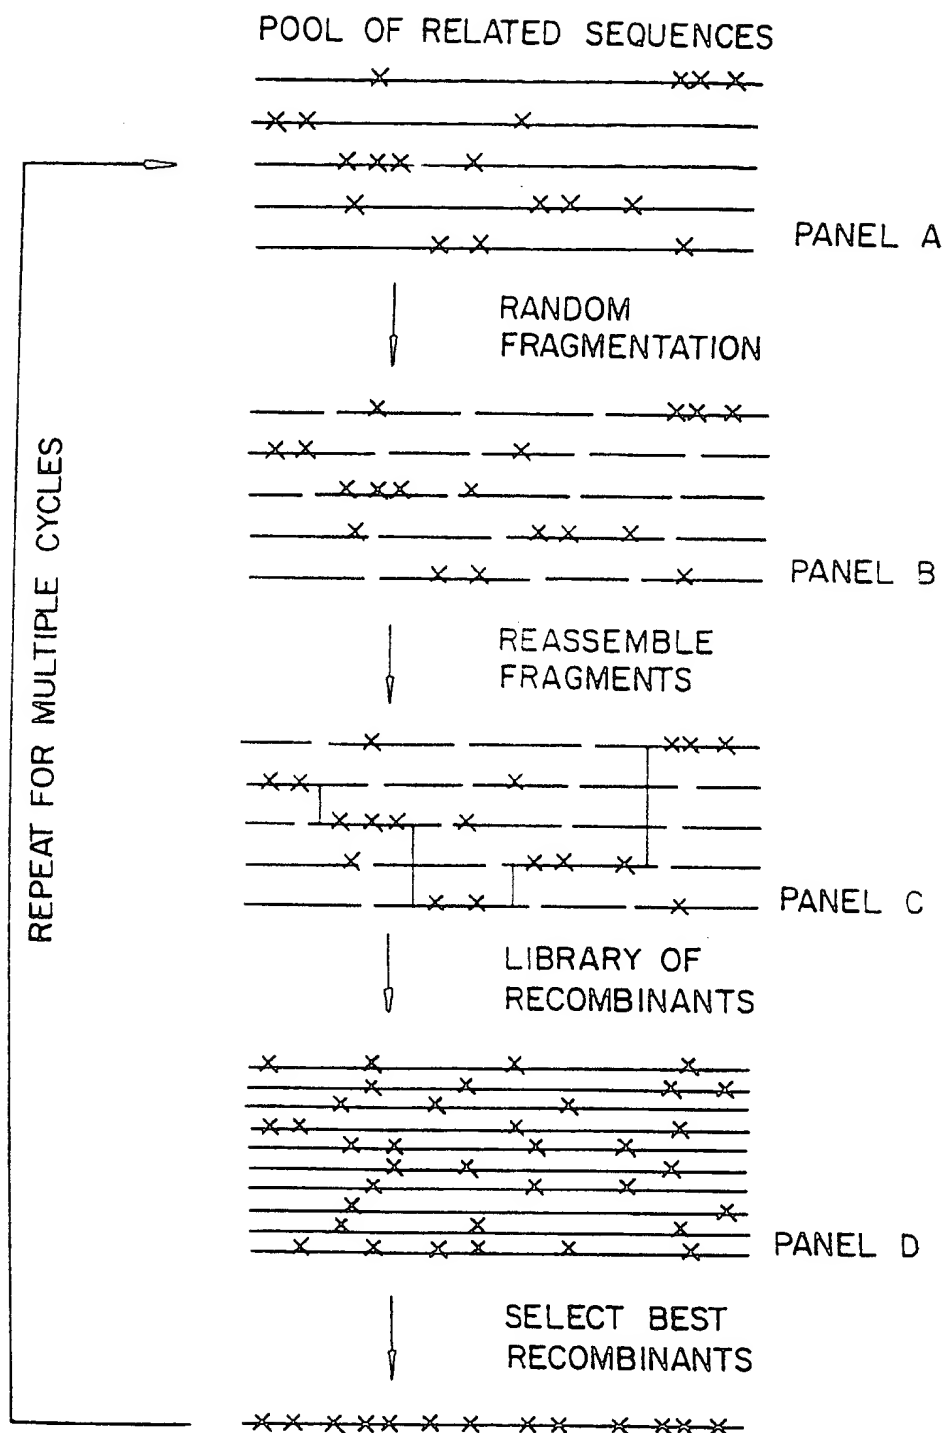 POOL OF RELATED SEQUENCES
PANEL A
RANDOM
FRAGMENTATION
PANEL B
REASSEMBLE
FRAGMENTS
REPEAT FOR MULTIPLE CYCLES
PANEL C
LIBRARY OF
RECOMBINANTS
PANEL D
SELECT BEST
RECOMBINANTS